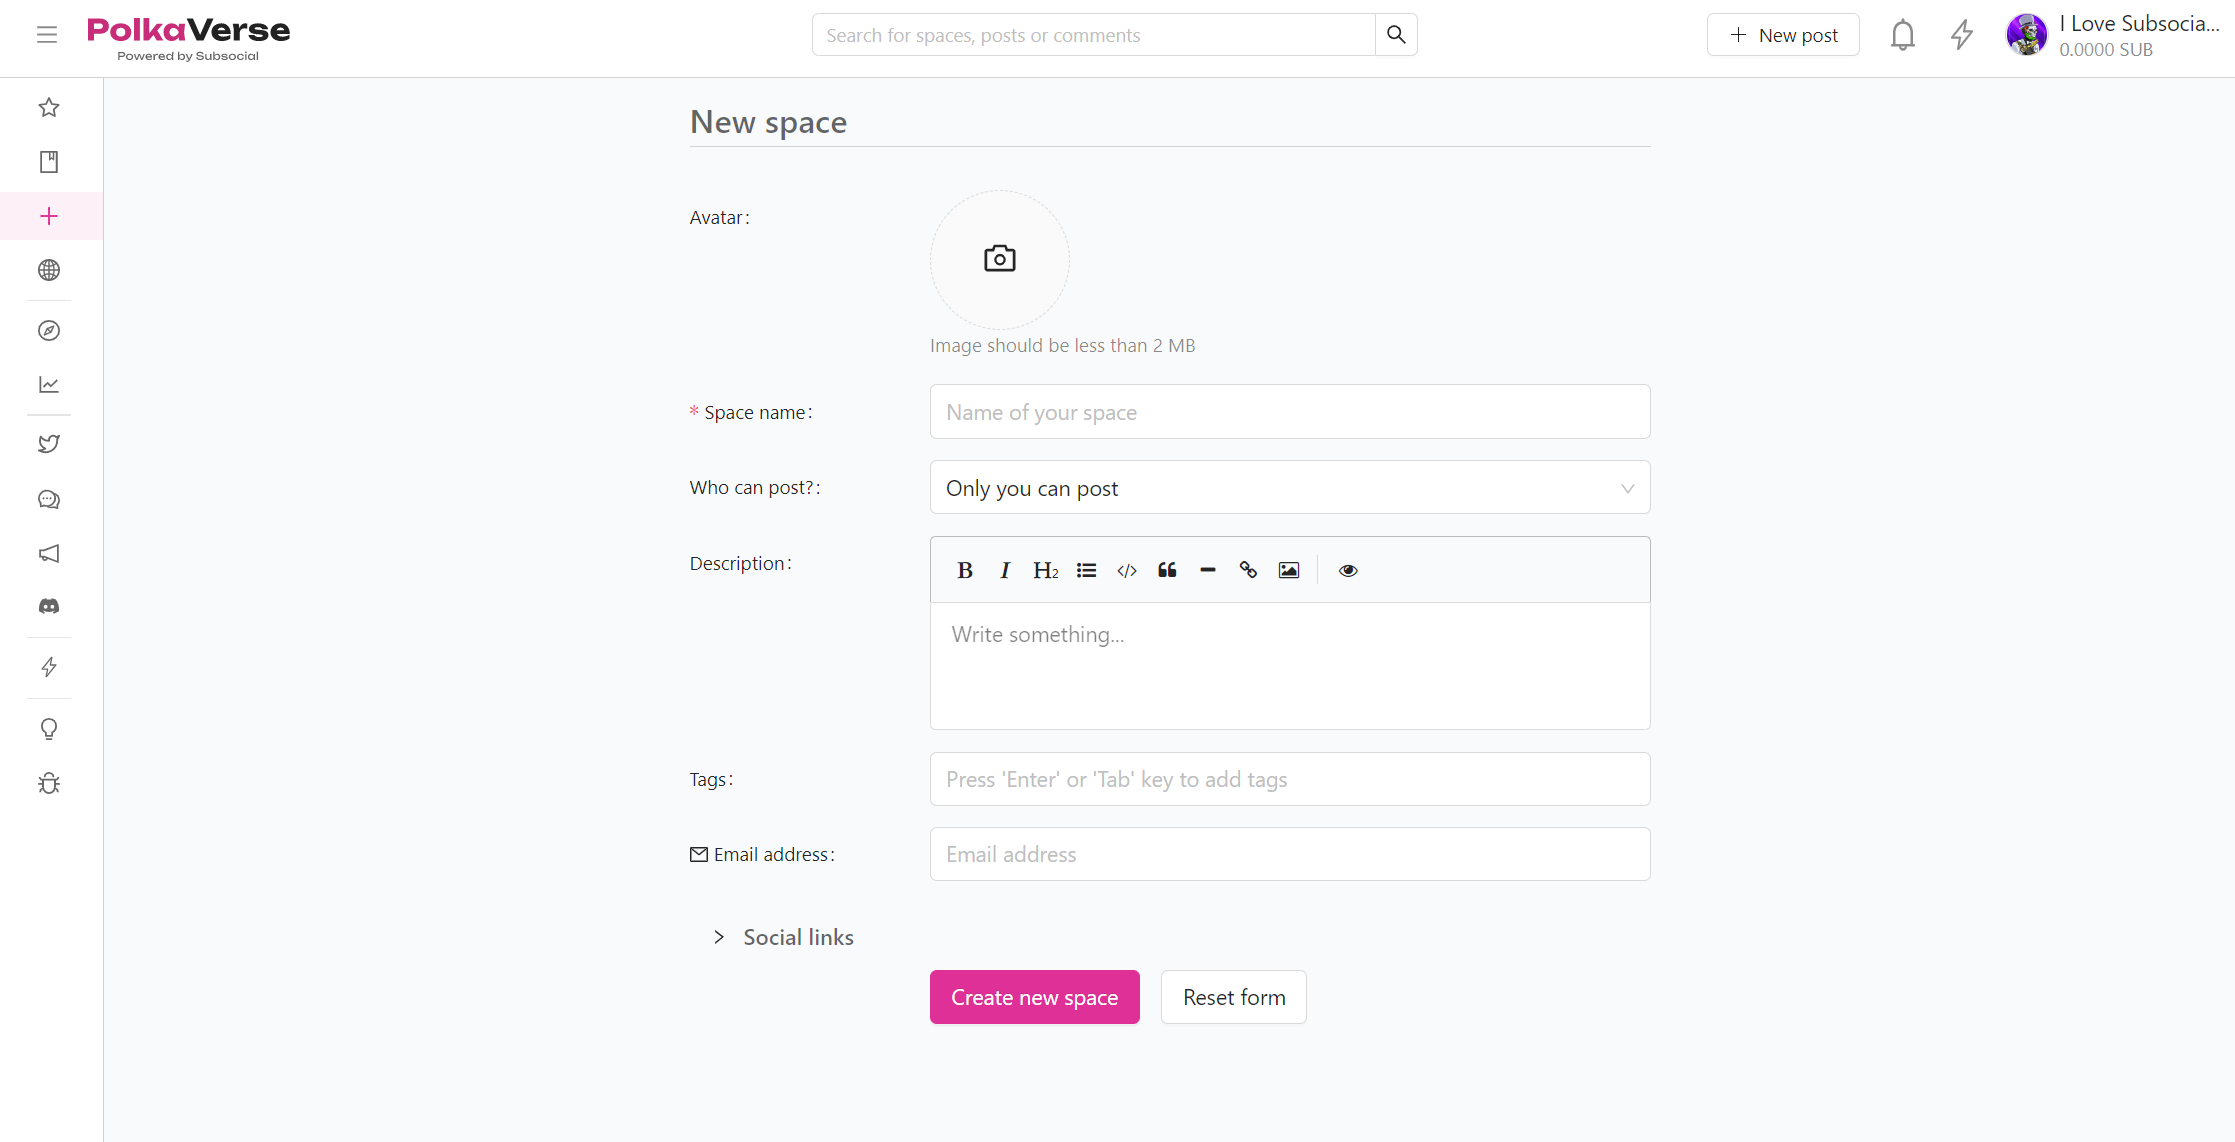 PolkaVerse
Powered by Subsocial
Search for spaces, posts or comments
New post
I Love Subsocia...
0.0000 SUB
New space
Avatar:
Image should be less than 2 MB
* Space name:
Name of your space
Who can post?:
Only you can post
Description:
B I H2 </>
Write something...
Tags:
Press 'Enter' or 'Tab' key to add tags
Email address:
Email address
Social links
Create new space
Reset form